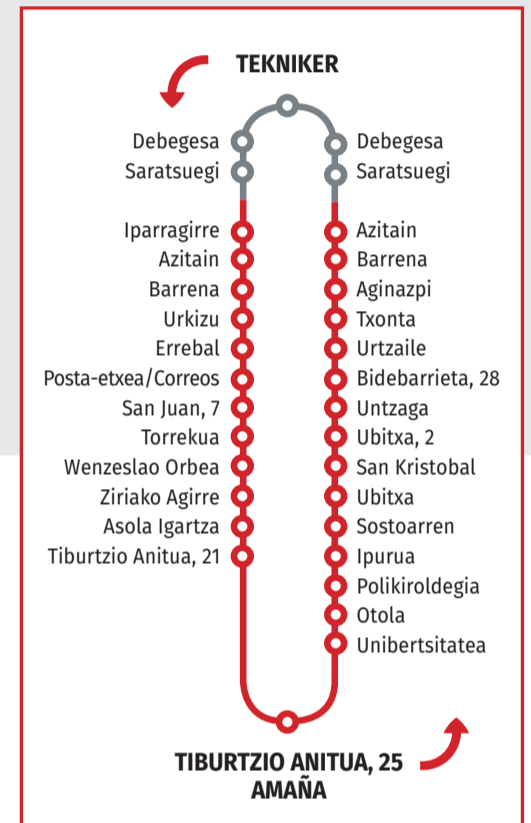 TEKNIKER
Debegesa
Saratsuegi
Iparragirre
Azitain
Barrena
Urkizu
Errebal
Posta-etxea/Correos
San Juan, 7
Torrekua
Wenzeslao Orbea
Ziriako Agirre
Asola Igartza
Tiburtzio Anitua, 21
Debegesa
Saratsuegi
Azitain
Barrena
Aginazpi
Txonta
Urtzaile
Bidebarrieta, 28
Untzaga
Ubitxa, 2
San Kristobal
Ubitxa
Sostoarren
Ipurua
Polikiroldegia
Otola
Unibertsitatea
TIBURTZIO ANITUA, 25
AMAÑA